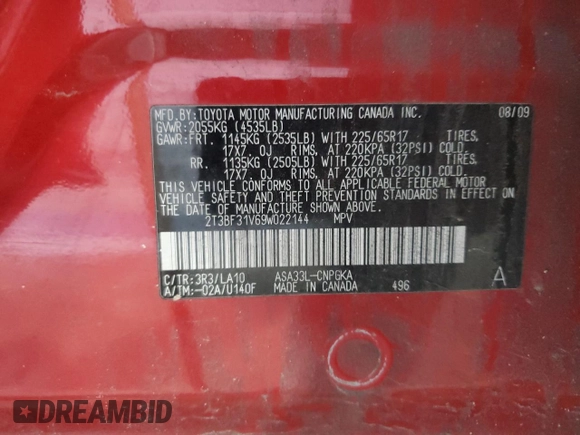 MFD.BY:TOYOTA MOTOR MANUFACTURING CANADA INC. 08/09
GVWR:2055KG (4535LB)
GAWR:FRT. 1145KG (2535LB) WITH 225/65R17 TIRES,
17X7.0J RIMS, AT 220KPA (32PSI) COLD.
RR. 1135KG (2505LB) WITH 225/65R17 TIRES,
17X7.0J RIMS, AT 220KPA (32PSI) COLD.
THIS VEHICLE CONFORMS TO ALL APPLICABLE FEDERAL MOTOR
VEHICLE SAFETY AND THEFT PREVENTION STANDARDS IN EFFECT ON
THE DATE OF MANUFACTURE SHOWN ABOVE.
2T3BF31V69W022144 MPV
C/TR:3R3/LA10 ASA33L-CNPGKA A
A/TM:-02A/U140F MADE IN CANADA 496
DREAMBID